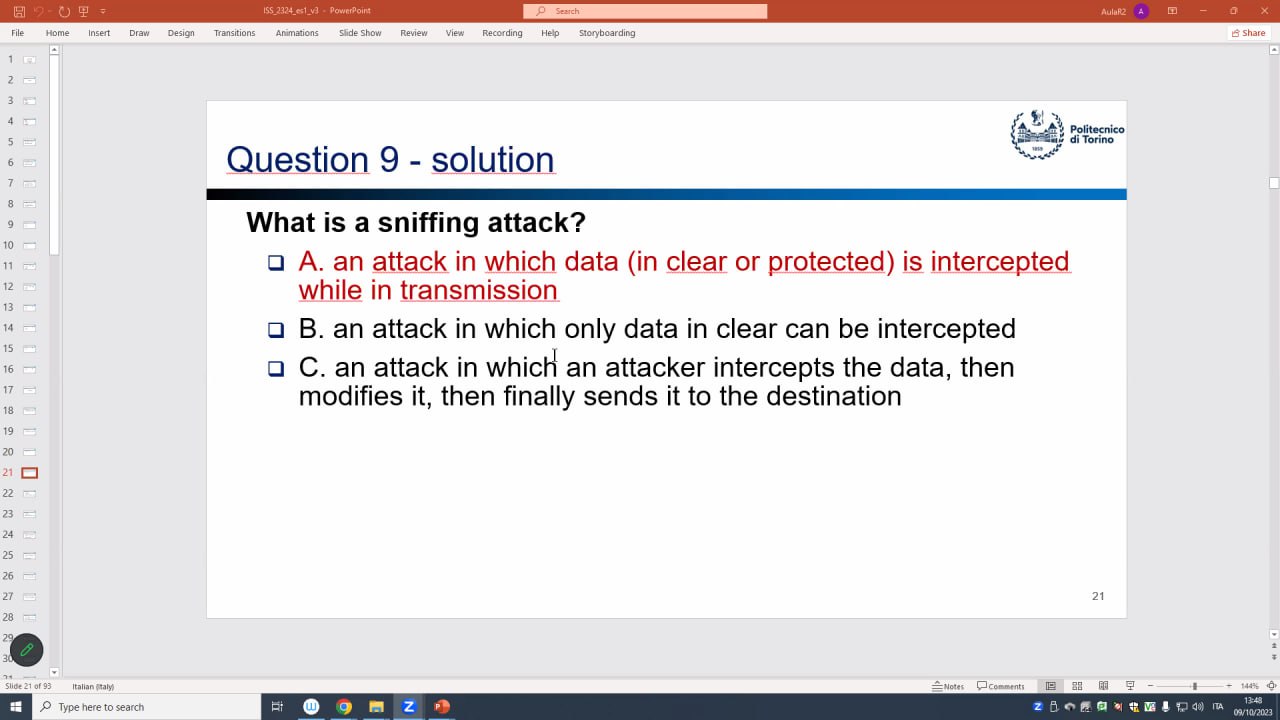 ISS_2324_es1_v3 - PowerPoint
Search
AulaR2
A
File Home Insert Draw Design Transitions Animations Slide Show Review View Recording Help Storyboarding
Share
1
2
3
4
5
6
7
8
9
10
11
12
13
14
15
16
17
18
19
20
21
22
23
24
25
26
27
28
29
30
Politecnico
di Torino
1859
Question 9 - solution
What is a sniffing attack?
A. an attack in which data (in clear or protected) is intercepted
while in transmission
B. an attack in which only data in clear can be intercepted
C. an attack in which an attacker intercepts the data, then
modifies it, then finally sends it to the destination
21
Slide 21 of 93 Italian (Italy)
Notes Comments 144%
Type here to search
ITA
13:48
09/10/2023